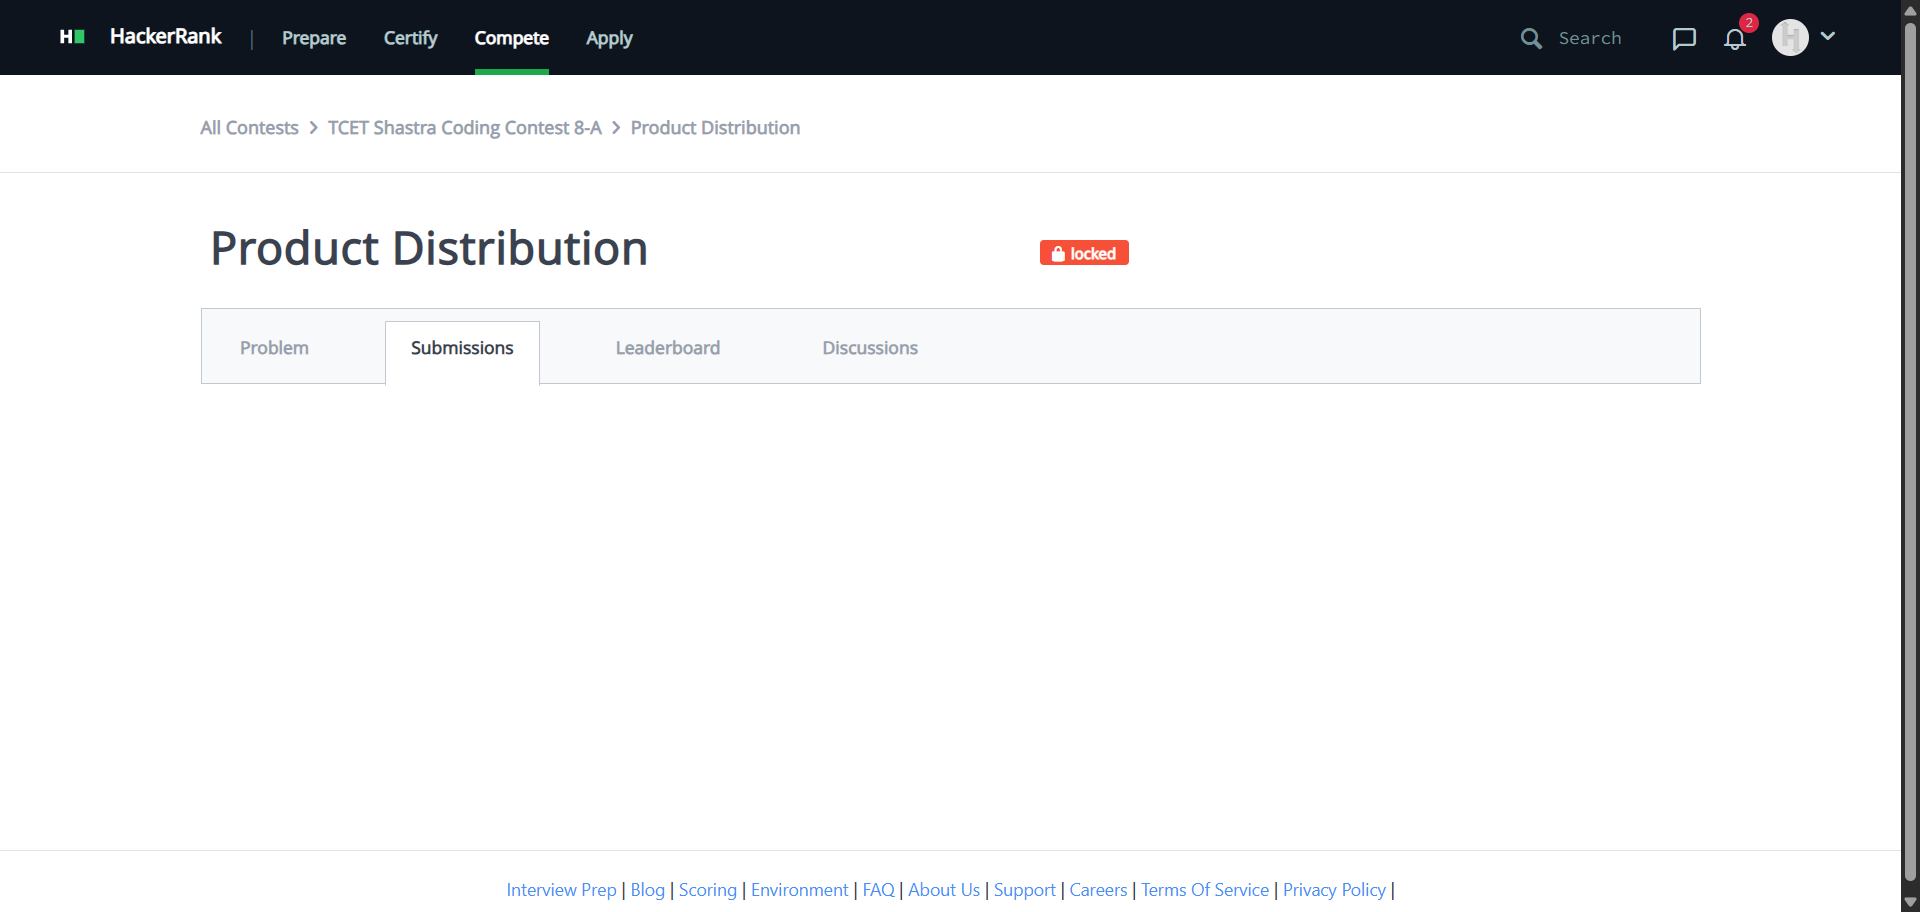 HackerRank | Prepare Certify Compete Apply Search 2
All Contests > TCET Shastra Coding Contest 8-A > Product Distribution
Product Distribution locked
Problem Submissions Leaderboard Discussions
Interview Prep | Blog | Scoring | Environment | FAQ | About Us | Support | Careers | Terms Of Service | Privacy Policy |